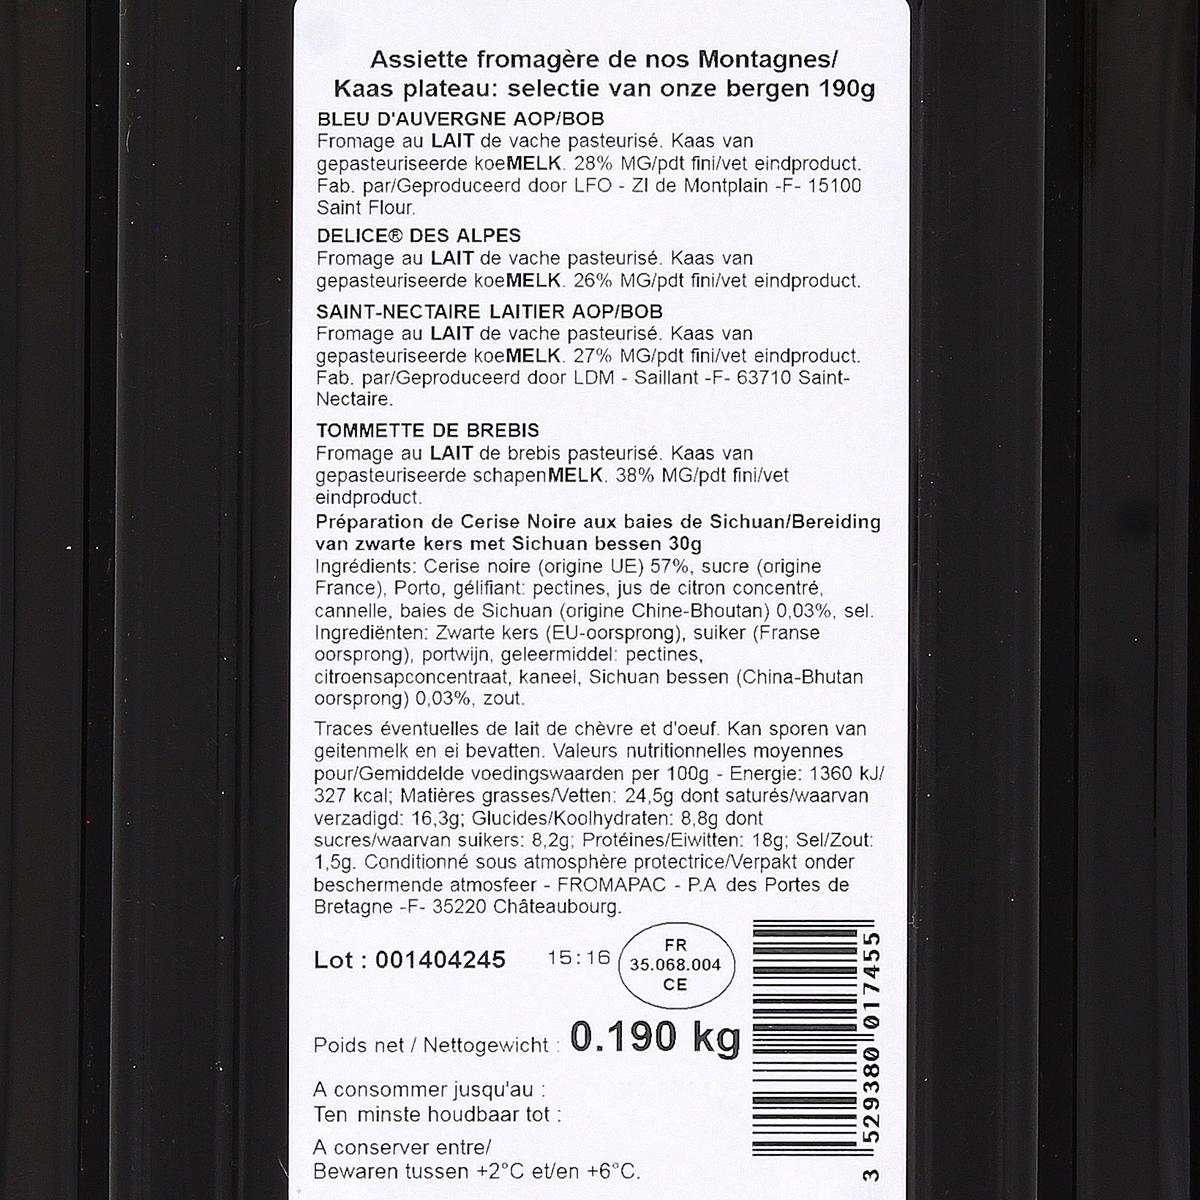 Assiette fromagère de nos Montagnes/
Kaas plateau: selectie van onze bergen 190g
BLEU D'AUVERGNE AOP/BOB
Fromage au LAIT de vache pasteurisé. Kaas van
gepasteuriseerde koeMELK. 28% MG/pdt fini/vet eindproduct.
Fab. par/Geproduceerd door LFO - ZI de Montplain -F- 15100
Saint Flour.
DELICE® DES ALPES
Fromage au LAIT de vache pasteurisé. Kaas van
gepasteuriseerde koeMELK. 26% MG/pdt fini/vet eindproduct.
SAINT-NECTAIRE LAITIER AOP/BOB
Fromage au LAIT de vache pasteurisé. Kaas van
gepasteuriseerde koeMELK. 27% MG/pdt fini/vet eindproduct.
Fab. par/Geproduceerd door LDM - Saillant -F- 63710 Saint-
Nectaire.
TOMMETTE DE BREBIS
Fromage au LAIT de brebis pasteurisé. Kaas van
gepasteuriseerde schapenMELK. 38% MG/pdt fini/vet
eindproduct.
Préparation de Cerise Noire aux baies de Sichuan/Bereiding
van zwarte kers met Sichuan bessen 30g
Ingrédients: Cerise noire (origine UE) 57%, sucre (origine
France), Porto, gélifiant: pectines, jus de citron concentré,
cannelle, baies de Sichuan (origine Chine-Bhoutan) 0,03%, sel.
Ingrediënten: Zwarte kers (EU-oorsprong), suiker (Franse
oorsprong), portwijn, geleermiddel: pectines,
citroensapconcentraat, kaneel, Sichuan bessen (China-Bhutan
oorsprong) 0,03%, zout.
Traces éventuelles de lait de chèvre et d'oeuf. Kan sporen van
geitenmelk en ei bevatten. Valeurs nutritionnelles moyennes
pour/Gemiddelde voedingswaarden per 100g - Energie: 1360 kJ/
327 kcal; Matières grasses/Vetten: 24,5g dont saturés/waarvan
verzadigd: 16,3g; Glucides/Koolhydraten: 8,8g dont
sucres/waarvan suikers: 8,2g; Protéines/Eiwitten: 18g; Sel/Zout:
1,5g. Conditionné sous atmosphère protectrice/Verpakt onder
beschermende atmosfeer - FROMAPAC - P.A des Portes de
Bretagne -F- 35220 Châteaubourg.
Lot : 001404245 15:16
FR
35.068.004
CE
Poids net / Nettogewicht : 0.190 kg
A consommer jusqu'au :
Ten minste houdbaar tot :
A conserver entre/
Bewaren tussen +2°C et/en +6°C.
3 529380 017455